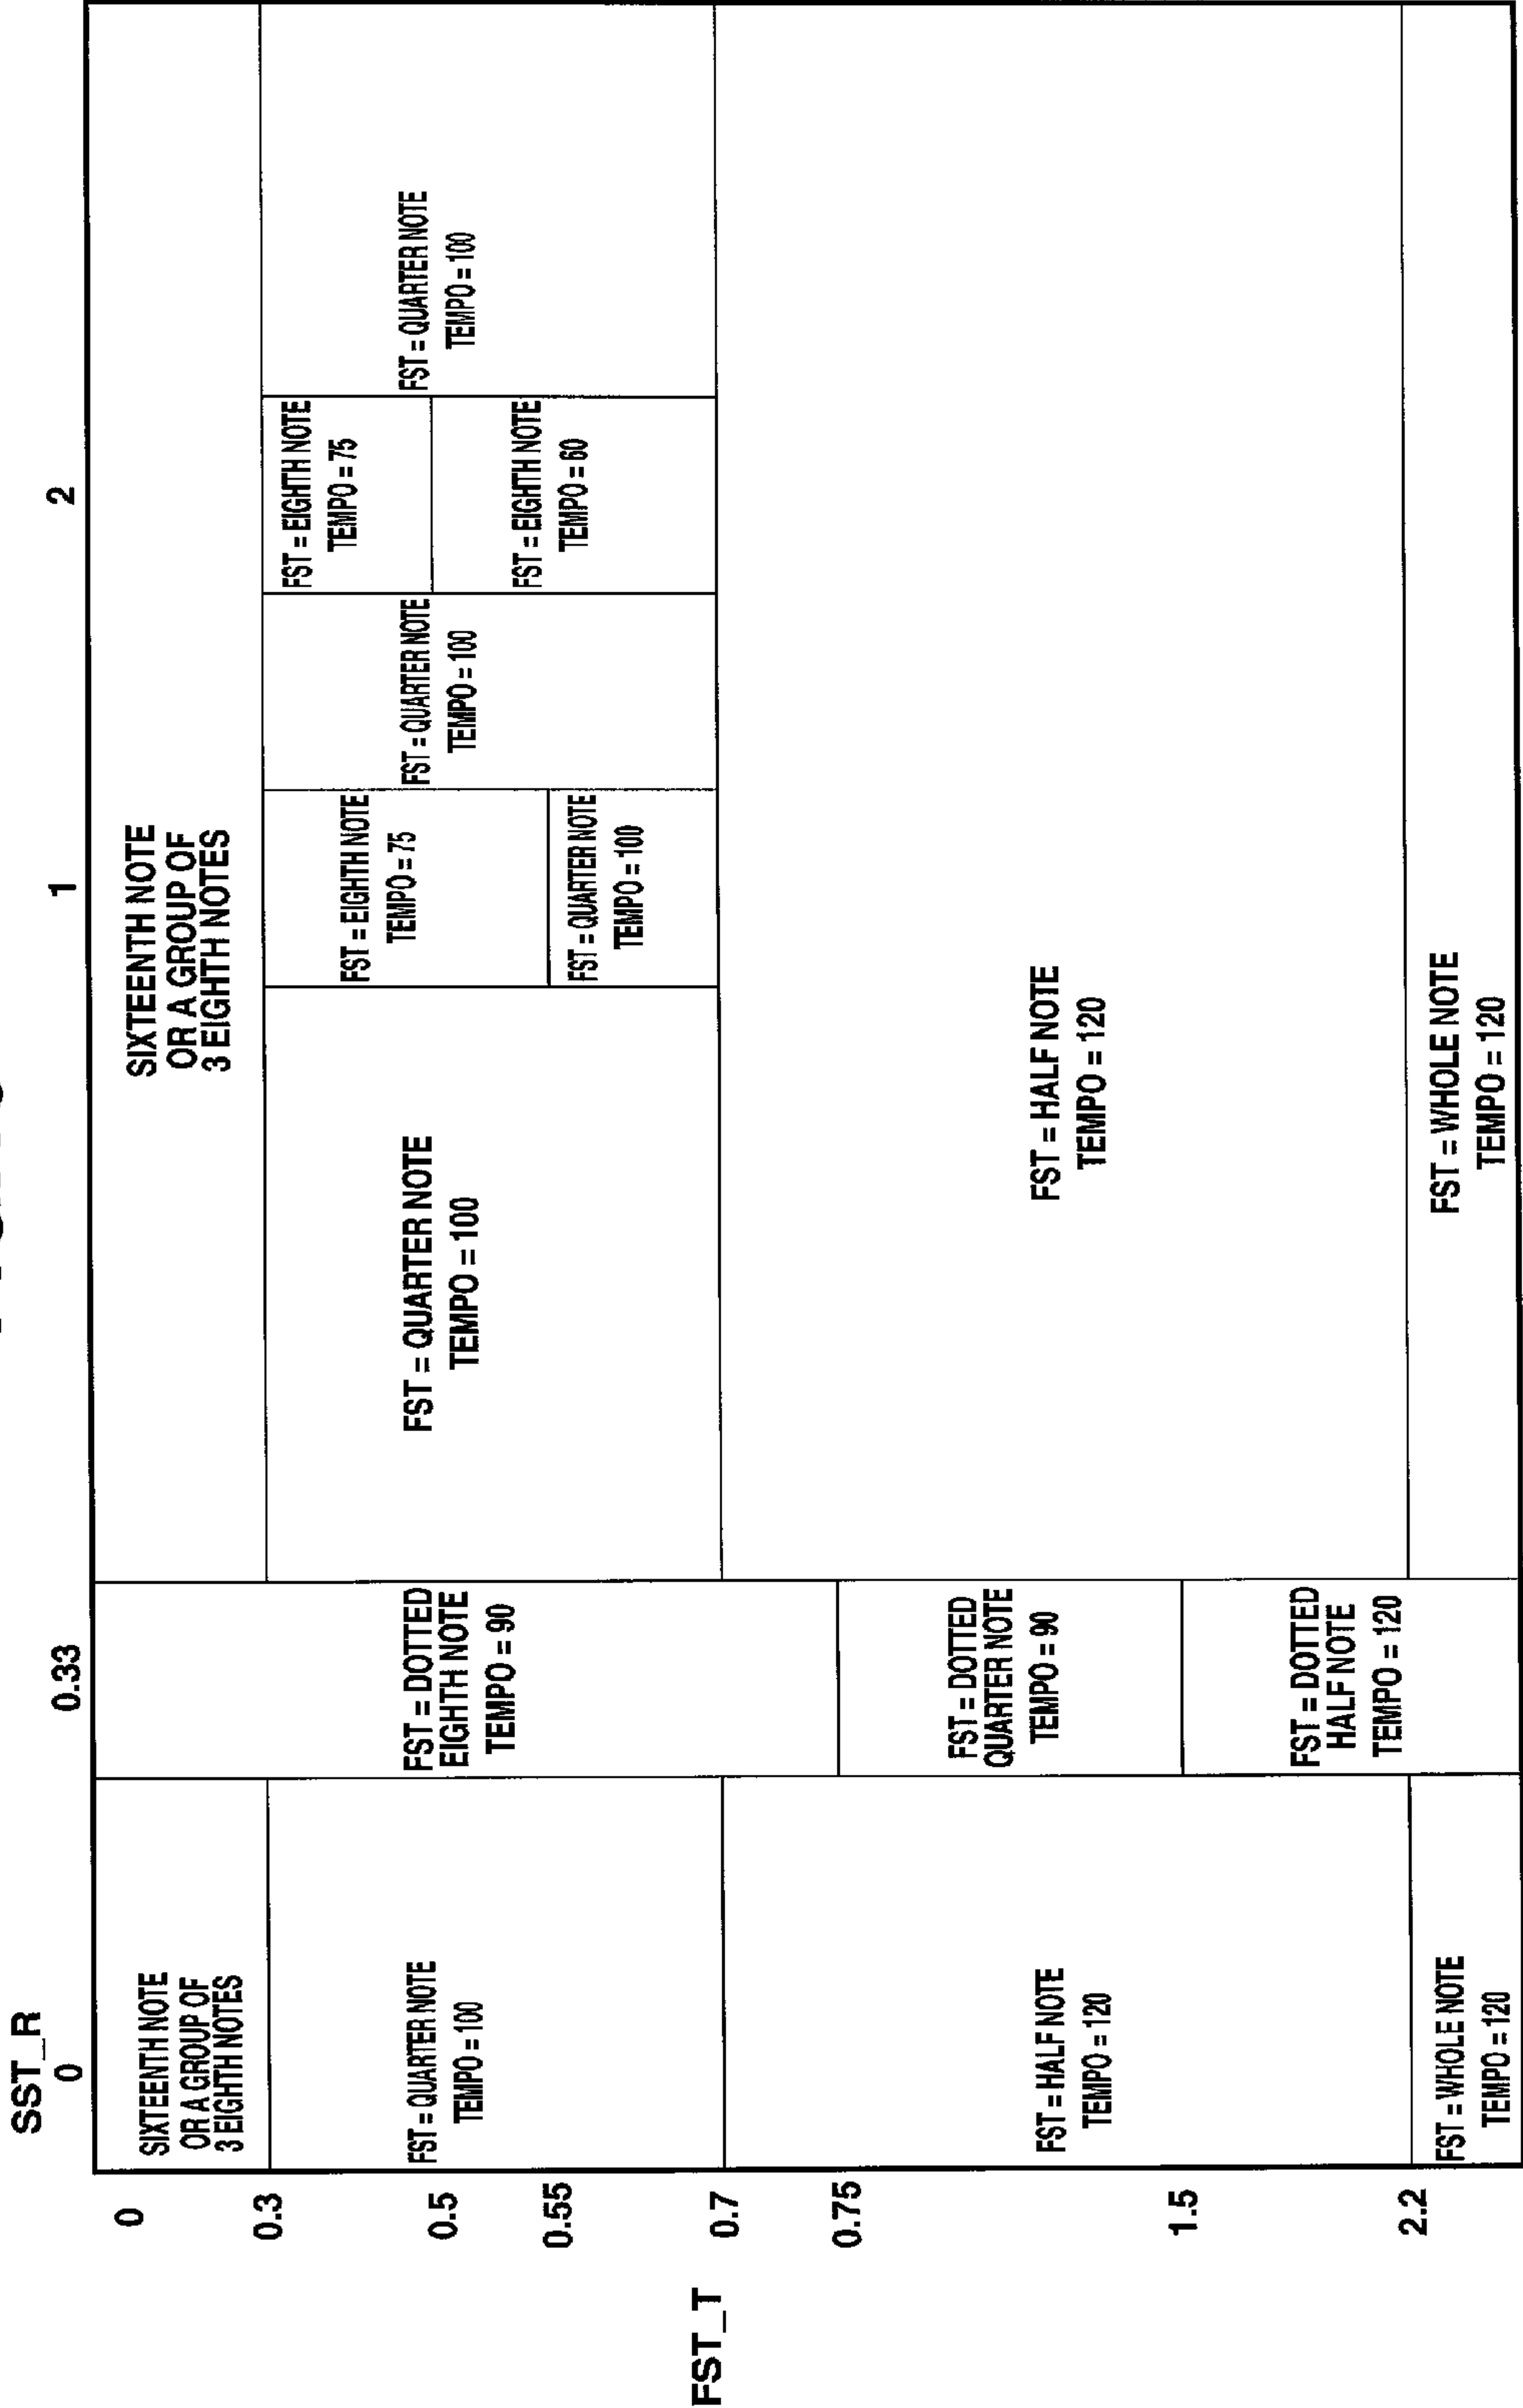 SST_R
0
0.33
1
2
FST_T
0
0.3
0.5
0.55
0.7
0.75
1.5
2.2
SIXTEENTH NOTE
OR A GROUP OF
3 EIGHTH NOTES
FST = QUARTER NOTE
TEMPO = 100
FST = HALF NOTE
TEMPO = 120
FST = WHOLE NOTE
TEMPO = 120
FST = DOTTED
EIGHTH NOTE
TEMPO = 90
FST = DOTTED
QUARTER NOTE
TEMPO = 90
FST = DOTTED
HALF NOTE
TEMPO = 120
SIXTEENTH NOTE
OR A GROUP OF
3 EIGHTH NOTES
FST = QUARTER NOTE
TEMPO = 100
FST = EIGHTH NOTE
TEMPO = 75
FST = QUARTER NOTE
TEMPO = 100
FST = QUARTER NOTE
TEMPO = 100
FST = EIGHTH NOTE
TEMPO = 75
FST = EIGHTH NOTE
TEMPO = 60
FST = QUARTER NOTE
TEMPO = 100
FST = HALF NOTE
TEMPO = 120
FST = WHOLE NOTE
TEMPO = 120